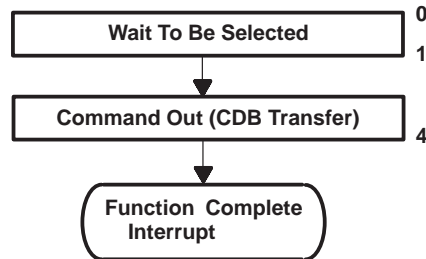 0
Wait To Be Selected
1
Command Out (CDB Transfer)
4
Function Complete
Interrupt